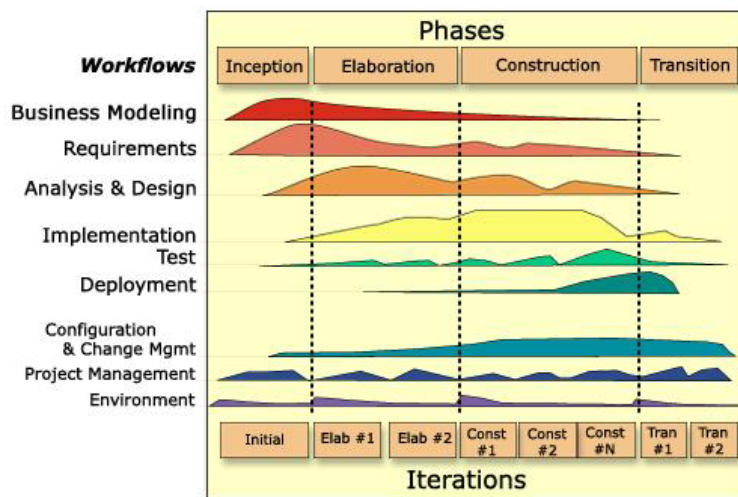 Phases
Workflows
Inception
Elaboration
Construction
Transition
Business Modeling
Requirements
Analysis & Design
Implementation
Test
Deployment
Configuration
& Change Mgmt
Project Management
Environment
Initial
Elab #1
Elab #2
Const
#1
Const
#2
Const
#N
Tran
#1
Tran
#2
Iterations